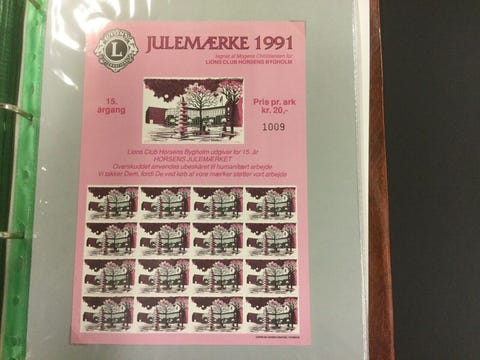 L
JULEMÆRKE 1991
tegnet af Mogens Christiansen for
LIONS CLUB HORSENS BYGHOLM
15.
årgang
Pris pr. ark
kr. 20,-
1009
Lions Club Horsens Bygholm udgiver for 15. år
HORSENS JULEMÆRKET
Overskuddet anvendes ubeskåret til humanitært arbejde
Vi takker Dem, fordi De ved køb af vore mærker støtter vort arbejde